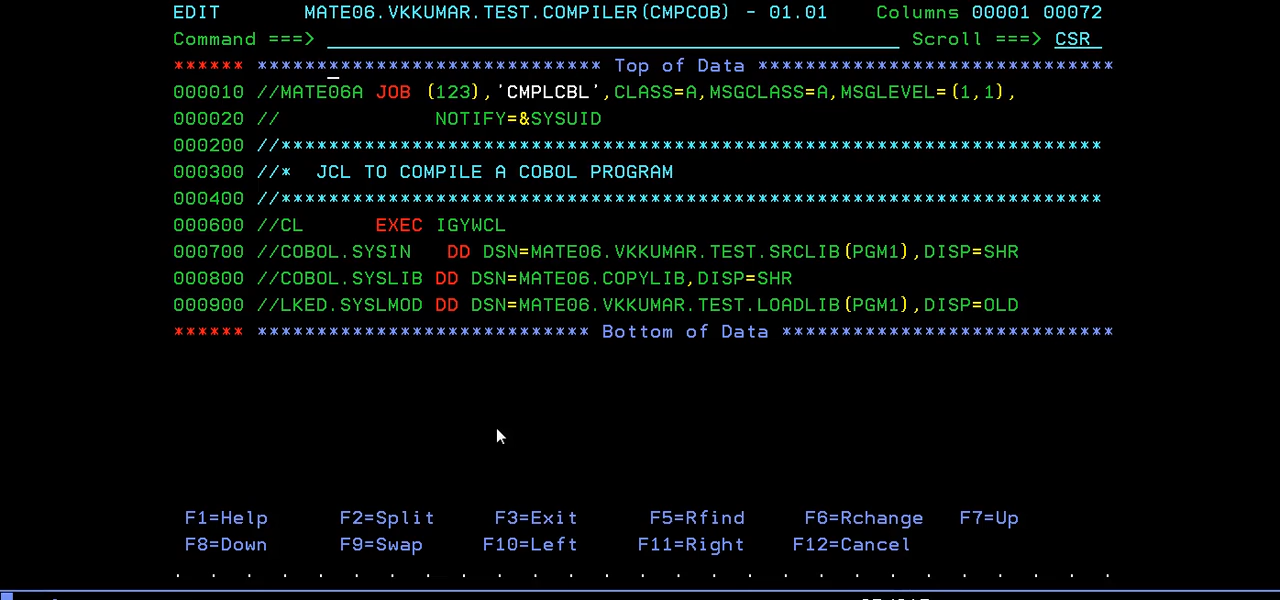 EDIT MATE06.VKKUMAR.TEST.COMPILER(CMPCOB) - 01.01 Columns 00001 00072
Command ===> Scroll ===> CSR
****** ***************************** Top of Data ******************************
000010 //MATE06A JOB (123),'CMPLCBL',CLASS=A,MSGCLASS=A,MSGLEVEL=(1,1),
000020 // NOTIFY=&SYSUID
000200 //*********************************************************************
000300 //* JCL TO COMPILE A COBOL PROGRAM
000400 //*********************************************************************
000600 //CL EXEC IGYWCL
000700 //COBOL.SYSIN DD DSN=MATE06.VKKUMAR.TEST.SRCLIB(PGM1),DISP=SHR
000800 //COBOL.SYSLIB DD DSN=MATE06.COPYLIB,DISP=SHR
000900 //LKED.SYSLMOD DD DSN=MATE06.VKKUMAR.TEST.LOADLIB(PGM1),DISP=OLD
****** **************************** Bottom of Data ****************************
F1=Help F2=Split F3=Exit F5=Rfind F6=Rchange F7=Up
F8=Down F9=Swap F10=Left F11=Right F12=Cancel
. . . . . . . . . . . . . . . . . . . . . . . . . . .